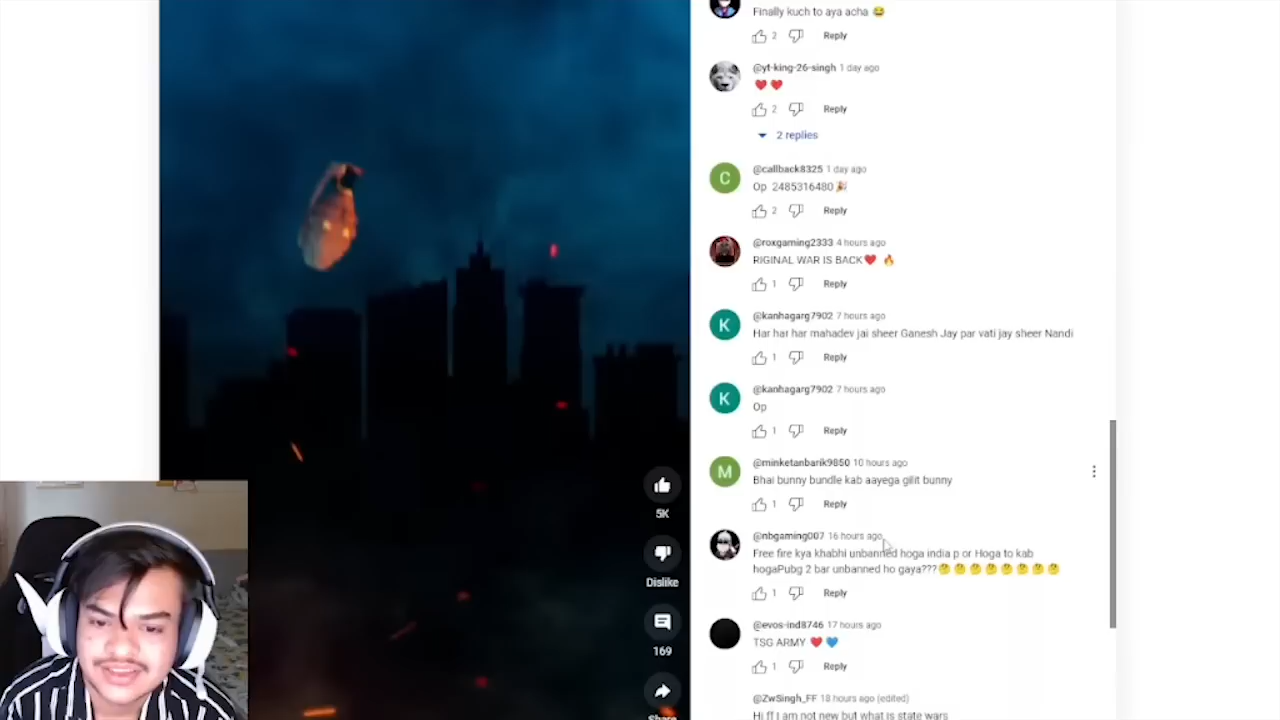 Finally kuch to aya acha 😂
2 Reply
@yt-king-26-singh 1 day ago
❤️❤️
2 Reply
2 replies
C
@callback8325 1 day ago
Op 2485316480🎉
2 Reply
@roxgaming2333 4 hours ago
RIGINAL WAR IS BACK❤️ 🔥
1 Reply
K
@kanhagarg7902 7 hours ago
Har har har mahadev jai sheer Ganesh Jay par vati jay sheer Nandi
1 Reply
K
@kanhagarg7902 7 hours ago
Op
1 Reply
M
@minketanbarik9850 10 hours ago
Bhai bunny bundle kab aayega gilit bunny
1 Reply
@nbgaming007 16 hours ago
Free fire kya khabhi unbanned hoga india p or Hoga to kab
hogaPubg 2 bar unbanned ho gaya???🤔🤔🤔🤔🤔🤔🤔🤔
1 Reply
@evos-ind8746 17 hours ago
TSG ARMY ❤️💙
1 Reply
@ZwSingh_FF 18 hours ago (edited)
Hi ff I am not new but what is state wars
5K
Dislike
169
Share